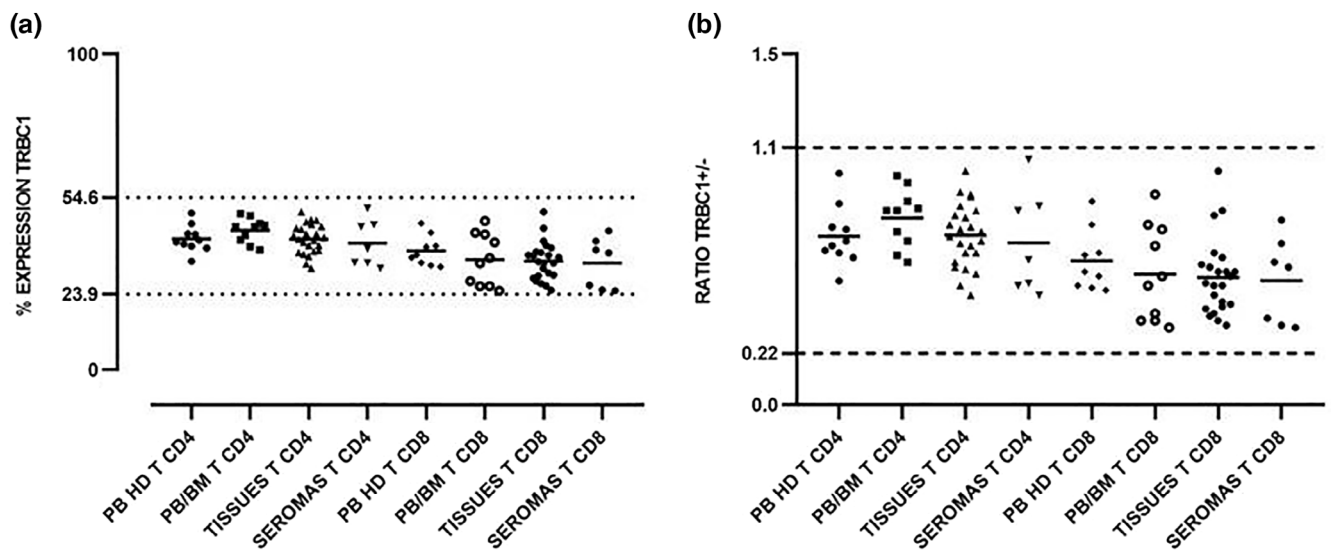 (a)
100
54.6
23.9
0
% EXPRESSION TRBC1
PB HD T CD4
PB/BM T CD4
TISSUES T CD4
SEROMAS T CD4
PB HD T CD8
PB/BM T CD8
TISSUES T CD8
SEROMAS T CD8
(b)
1.5
1.1
0.22
0.0
RATIO TRBC1+/-
PB HD T CD4
PB/BM T CD4
TISSUES T CD4
SEROMAS T CD4
PB HD T CD8
PB/BM T CD8
TISSUES T CD8
SEROMAS T CD8